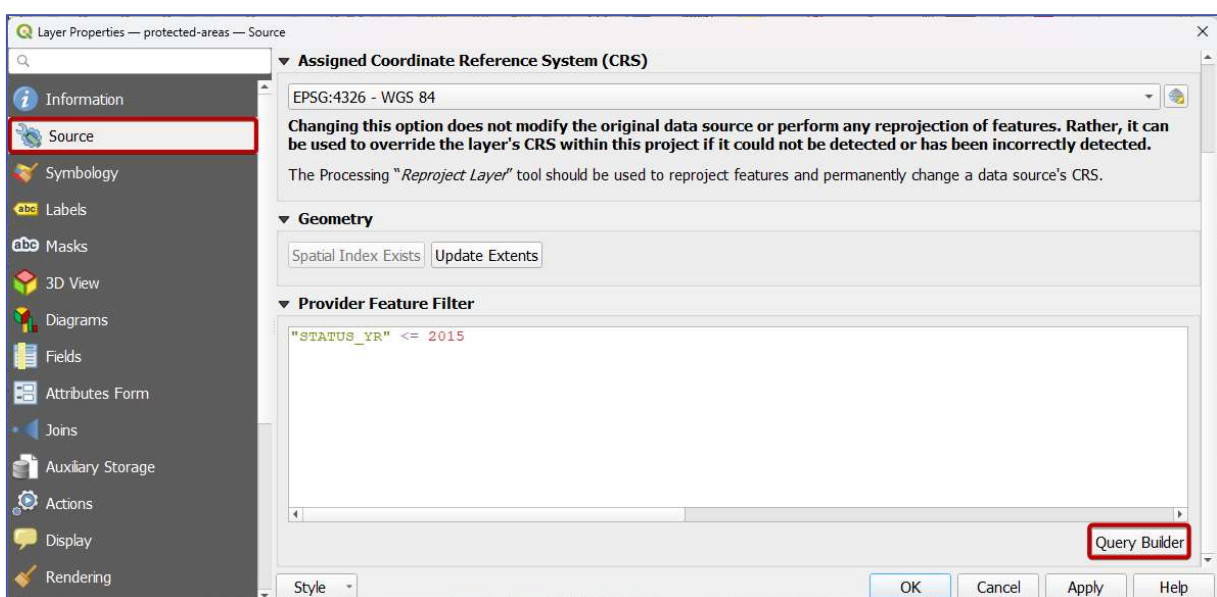 Layer Properties — protected-areas — Source
Assigned Coordinate Reference System (CRS)
EPSG:4326 - WGS 84
Changing this option does not modify the original data source or perform any reprojection of features. Rather, it can
be used to override the layer's CRS within this project if it could not be detected or has been incorrectly detected.
The Processing “Reproject Layer” tool should be used to reproject features and permanently change a data source's CRS.
Geometry
Spatial Index Exists Update Extents
Provider Feature Filter
"STATUS_YR" <= 2015
Query Builder
Information
Source
Symbology
abc Labels
abc Masks
3D View
Diagrams
Fields
Attributes Form
Joins
Auxiliary Storage
Actions
Display
Rendering
Style OK Cancel Apply Help